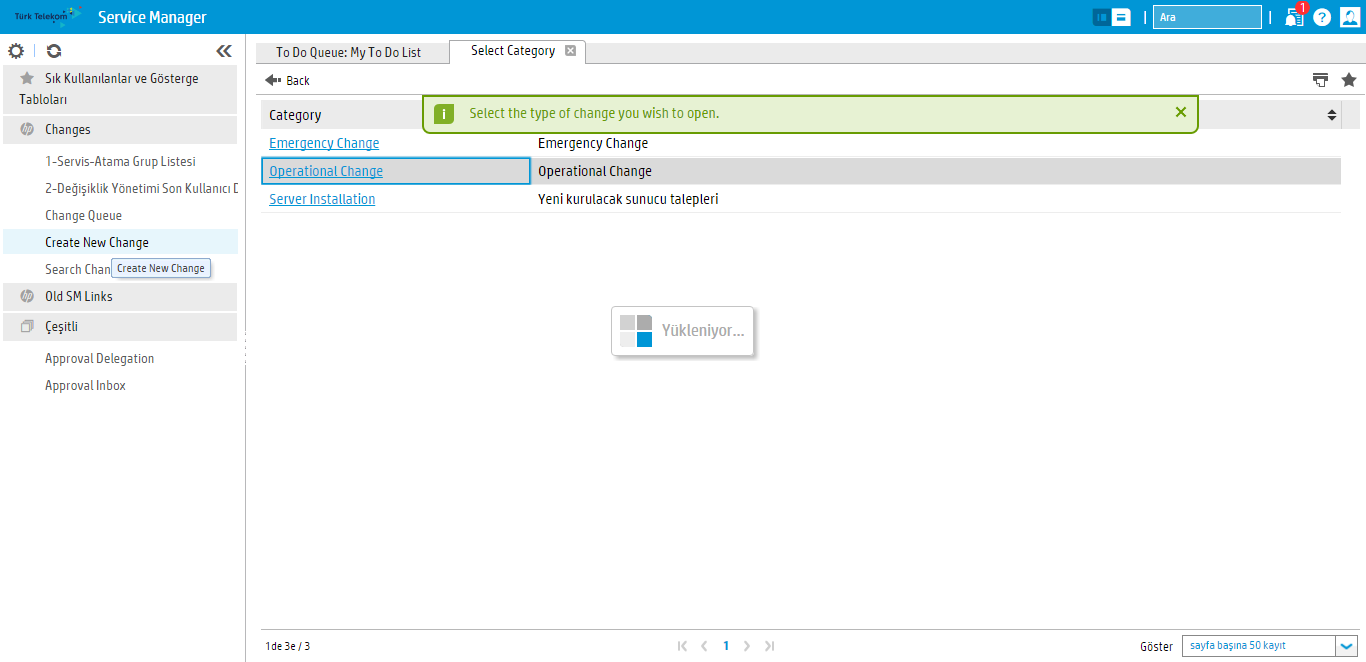 Türk Telekom
Service Manager
Ara
1
?
Sık Kullanılanlar ve Gösterge
Tabloları
Changes
1-Servis-Atama Grup Listesi
2-Değişiklik Yönetimi Son Kullanıcı D
Change Queue
Create New Change
Search Chan
Create New Change
Old SM Links
Çeşitli
Approval Delegation
Approval Inbox
To Do Queue: My To Do List
Select Category
Back
Select the type of change you wish to open.
Category
Emergency Change Emergency Change
Operational Change Operational Change
Server Installation Yeni kurulacak sunucu talepleri
Yükleniyor...
1de 3e / 3
1
Göster
sayfa başına 50 kayıt